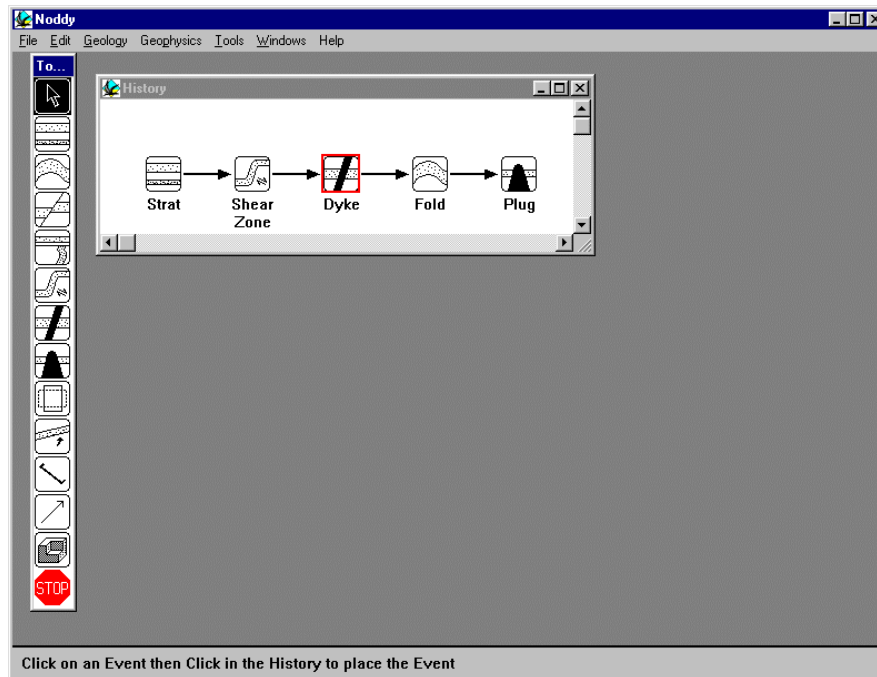 Noddy
File Edit Geology Geophysics Tools Windows Help
To...
History
Strat Shear Zone Dyke Fold Plug
STOP
Click on an Event then Click in the History to place the Event